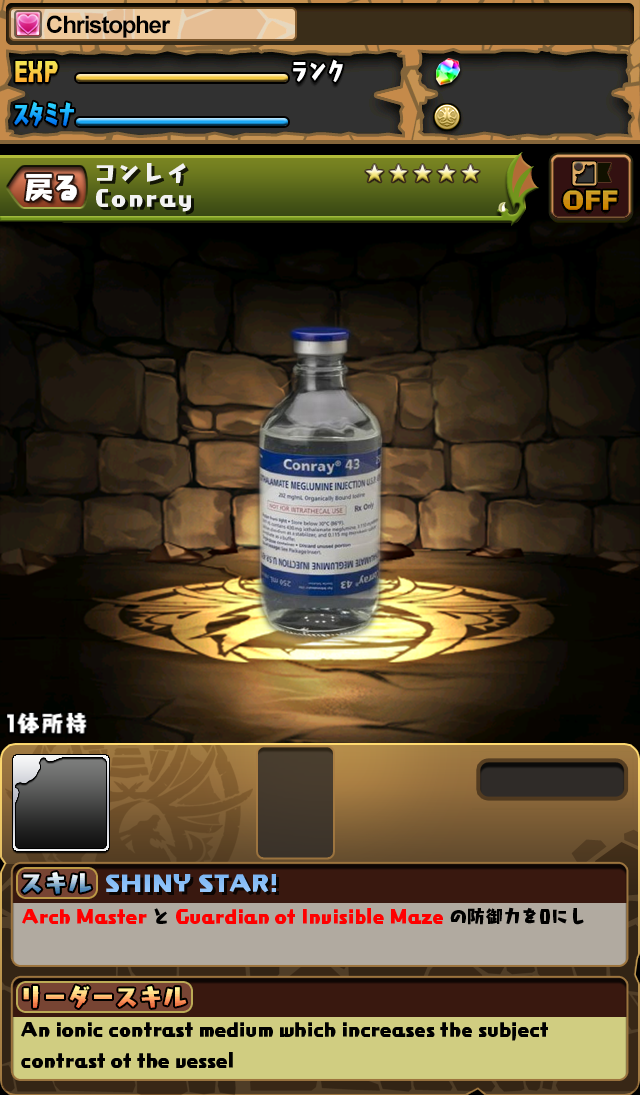 Christopher
EXP ランク
スタミナ
戻る
コンレイ
Conray
OFF
Conray® 43
THALAMATE MEGLUMINE INJECTION U.S.P.
202 mg/mL Organically Bound Iodine
NOT FOR INTRATHECAL USE Rx Only
1体所持
スキル SHINY STAR!
Arch Master と Guardian of Invisible Maze の防御力を0にし
リーダースキル
An ionic contrast medium which increases the subject
contrast of the vessel